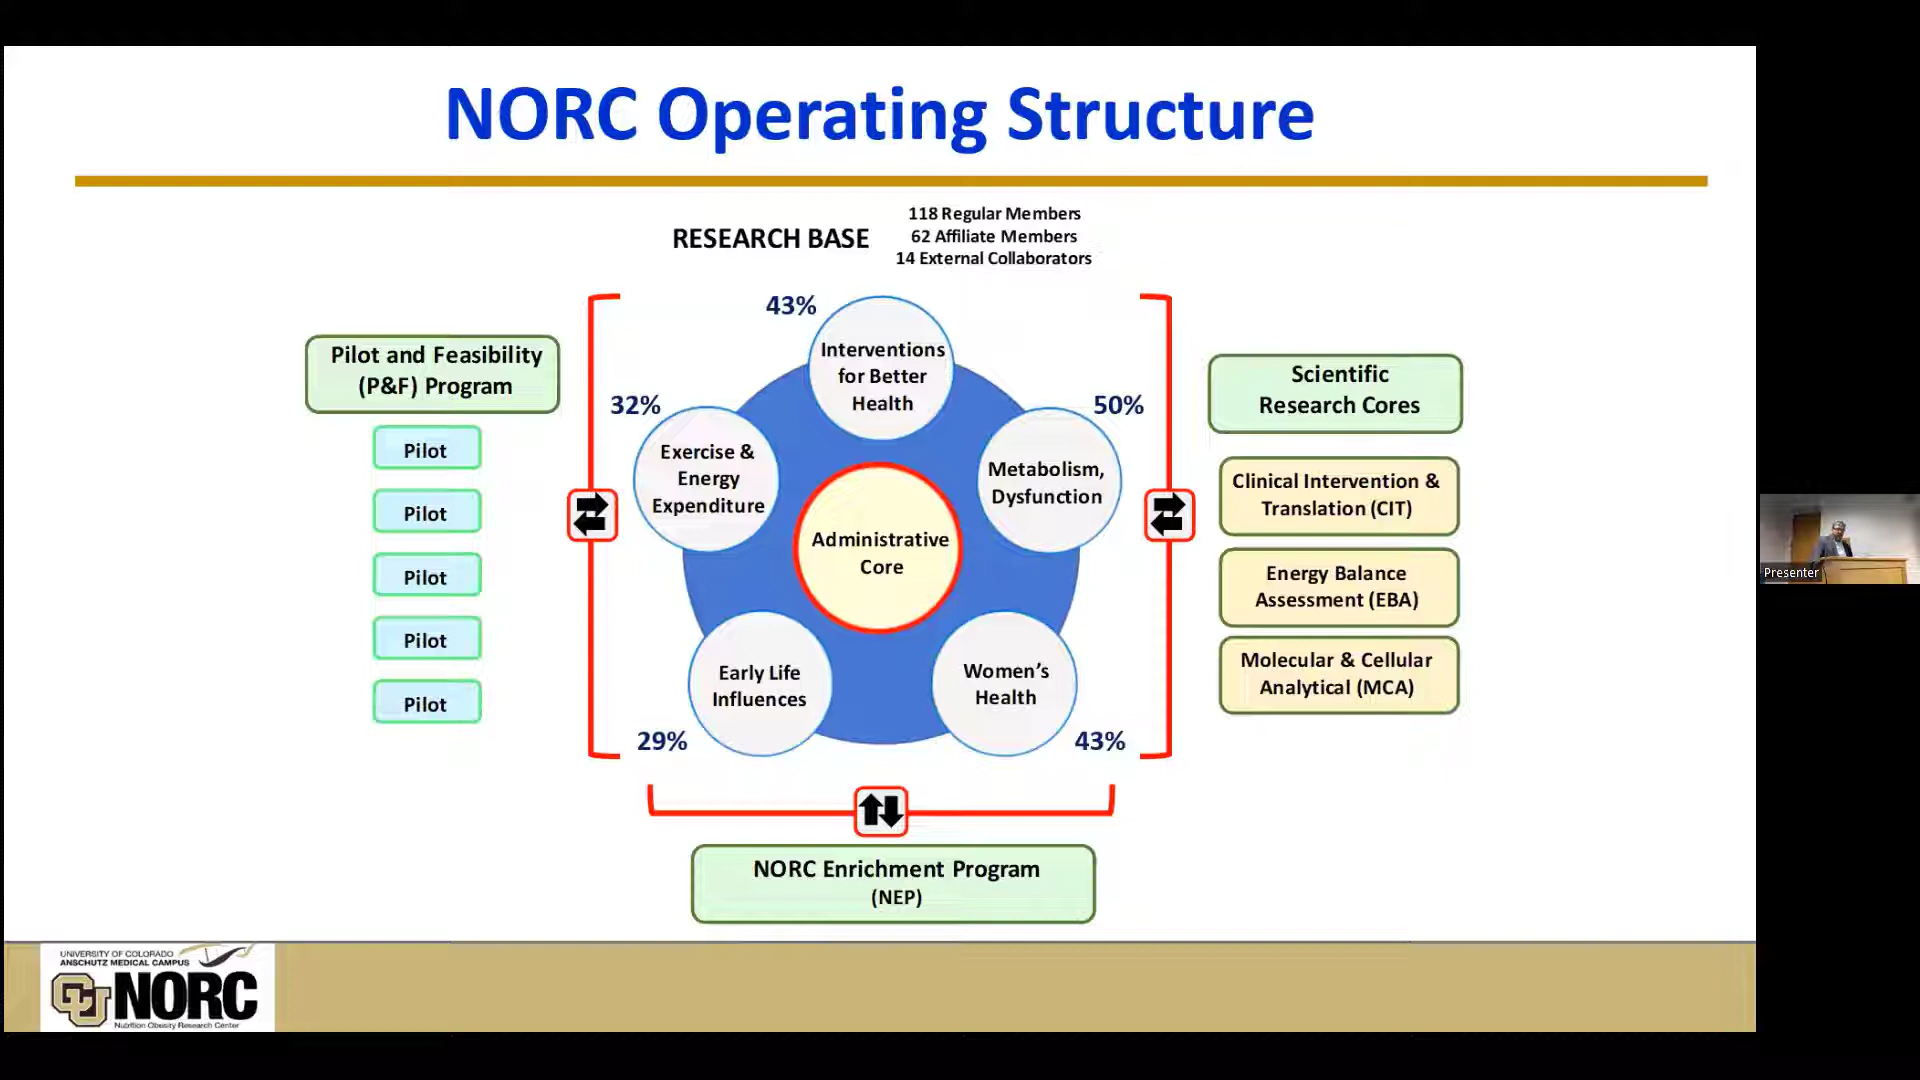 NORC Operating Structure
RESEARCH BASE
118 Regular Members
62 Affiliate Members
14 External Collaborators
Pilot and Feasibility
(P&F) Program
Pilot
Pilot
Pilot
Pilot
Pilot
43%
Interventions
for Better
Health
32%
Exercise &
Energy
Expenditure
50%
Metabolism,
Dysfunction
Administrative
Core
Early Life
Influences
29%
Women's
Health
43%
Scientific
Research Cores
Clinical Intervention &
Translation (CIT)
Energy Balance
Assessment (EBA)
Molecular & Cellular
Analytical (MCA)
NORC Enrichment Program
(NEP)
UNIVERSITY OF COLORADO
ANSCHUTZ MEDICAL CAMPUS
CU NORC
Nutrition Obesity Research Center
Presenter